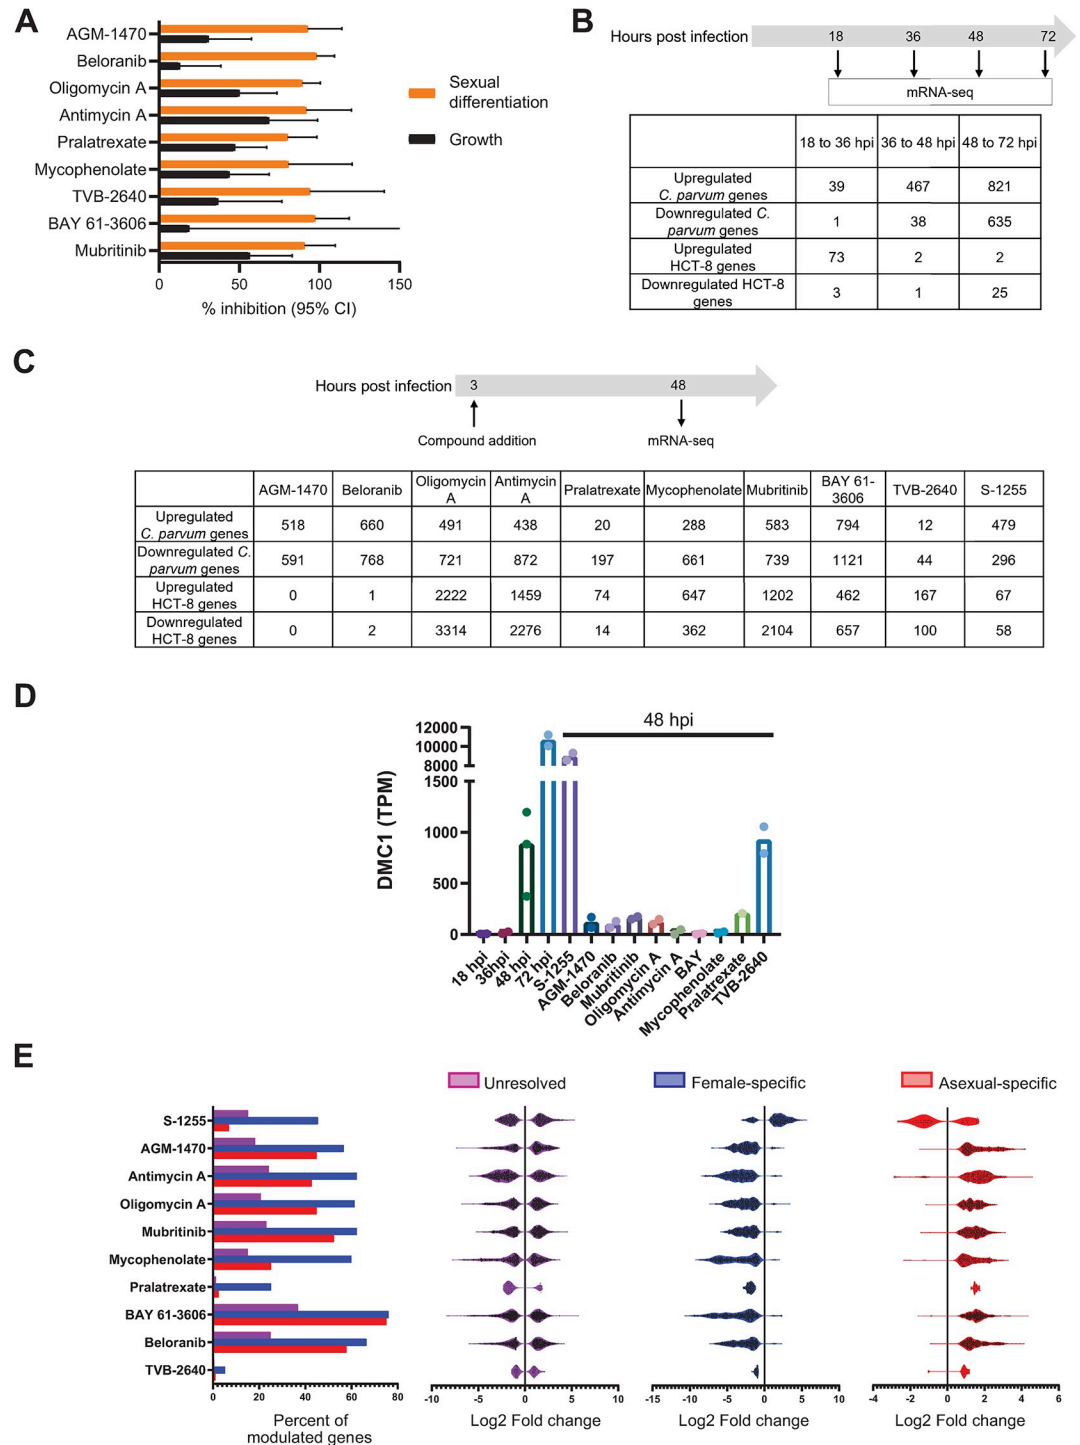 A
AGM-1470
Beloranib
Oligomycin A
Antimycin A
Pralatrexate
Mycophenolate
TVB-2640
BAY 61-3606
Mubritinib
0 50 100 150
% inhibition (95% CI)
Sexual
differentiation
Growth
B
Hours post infection 18 36 48 72
mRNA-seq
18 to 36 hpi 36 to 48 hpi 48 to 72 hpi
Upregulated
C. parvum genes 39 467 821
Downregulated C.
parvum genes 1 38 635
Upregulated
HCT-8 genes 73 2 2
Downregulated HCT-8
genes 3 1 25
C
Hours post infection 3 48
Compound addition mRNA-seq
AGM-1470 Beloranib Oligomycin A Antimycin A Pralatrexate Mycophenolate Mubritinib BAY 61-3606 TVB-2640 S-1255
Upregulated
C. parvum genes 518 660 491 438 20 288 583 794 12 479
Downregulated C.
parvum genes 591 768 721 872 197 661 739 1121 44 296
Upregulated
HCT-8 genes 0 1 2222 1459 74 647 1202 462 167 67
Downregulated
HCT-8 genes 0 2 3314 2276 14 362 2104 657 100 58
D
48 hpi
DMC1 (TPM)
12000
10000
8000
1500
1000
500
0
18 hpi
36hpi
48 hpi
72 hpi
S-1255
AGM-1470
Beloranib
Mubritinib
Oligomycin A
Antimycin A
BAY
Mycophenolate
Pralatrexate
TVB-2640
E
Unresolved
Female-specific
Asexual-specific
S-1255
AGM-1470
Antimycin A
Oligomycin A
Mubritinib
Mycophenolate
Pralatrexate
BAY 61-3606
Beloranib
TVB-2640
0 20 40 60 80
Percent of
modulated genes
-10 -5 0 5 10
Log2 Fold change
-15 -10 -5 0 5
Log2 Fold change
-4 -2 0 2 4 6
Log2 Fold change